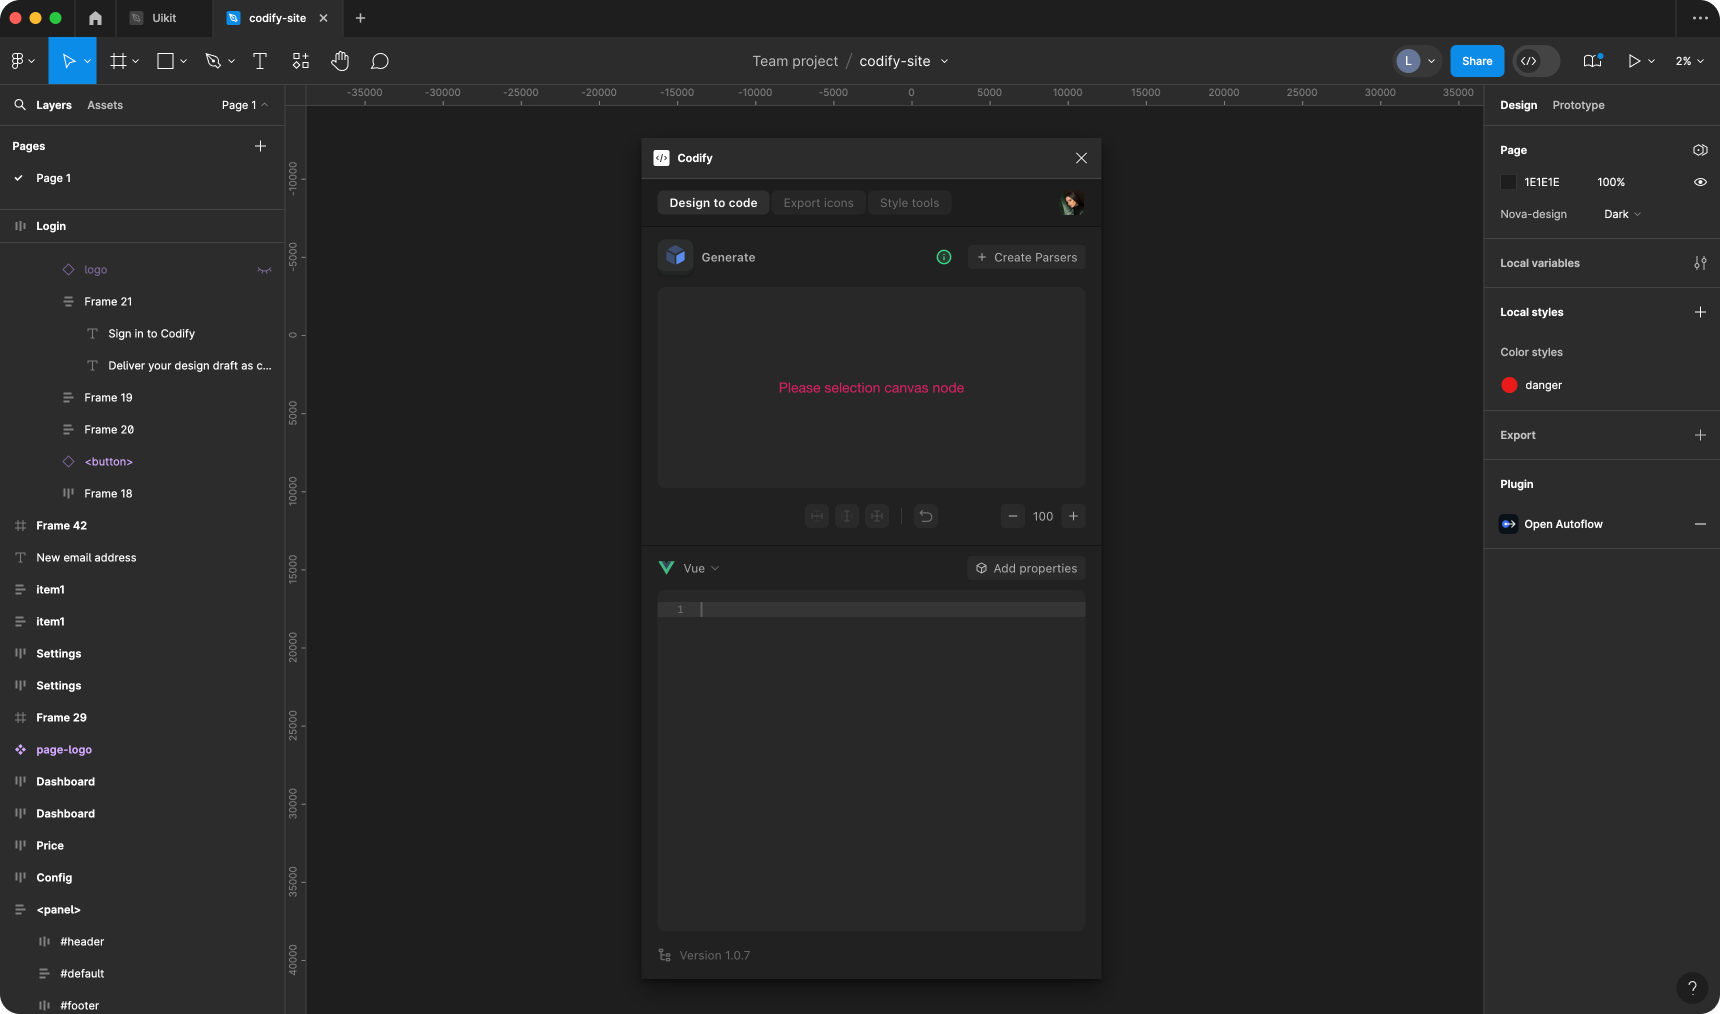 Uikit
codify-site
Team project / codify-site
L
Share
2%
Layers
Assets
Page 1
-35000
-30000
-25000
-20000
-15000
-10000
-5000
0
5000
10000
15000
20000
25000
30000
35000
Design
Prototype
Pages
Page 1
Login
logo
Frame 21
Sign in to Codify
Deliver your design draft as c...
Frame 19
Frame 20
<button>
Frame 18
Frame 42
New email address
item1
item1
Settings
Settings
Frame 29
page-logo
Dashboard
Dashboard
Price
Config
<panel>
#header
#default
#footer
-10000
-5000
0
5000
10000
15000
20000
25000
30000
35000
40000
Codify
Design to code
Export icons
Style tools
Generate
+ Create Parsers
Please selection canvas node
100
Vue
Add properties
1
Version 1.0.7
Page
1E1E1E
100%
Nova-design
Dark
Local variables
Local styles
Color styles
danger
Export
Plugin
Open Autoflow
?